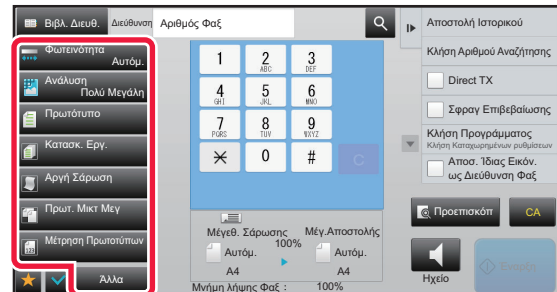 Βιβλ. Διευθ.
Διεύθυνση
Αριθμός Φαξ
Φωτεινότητα
Αυτόμ.
Ανάλυση
Πολύ Μεγάλη
Πρωτότυπο
Κατασκ. Εργ.
Αργή Σάρωση
Πρωτ. Μικτ Μεγ
Μέτρηση Πρωτοτύπων
Άλλα
1
2
ABC
3
DEF
4
GHI
5
JKL
6
MNO
7
PQRS
8
TUV
9
WXYZ
0
#
C
Μέγεθ. Σάρωσης
100%
Μέγ.Αποστολής
Αυτόμ.
Αυτόμ.
A4
A4
Μνήμη λήψης Φαξ :
100%
Αποστολή Ιστορικού
Κλήση Αριθμού Αναζήτησης
Direct TX
Σφραγ Επιβεβαίωσης
Κλήση Προγράμματος
Κλήση Καταχωρημένων ρυθμίσεων
Αποσ. Ίδιας Εικόν.
ως Διεύθυνση Φαξ
Προεπισκόπ
CA
Ηχείο
Έναρξη